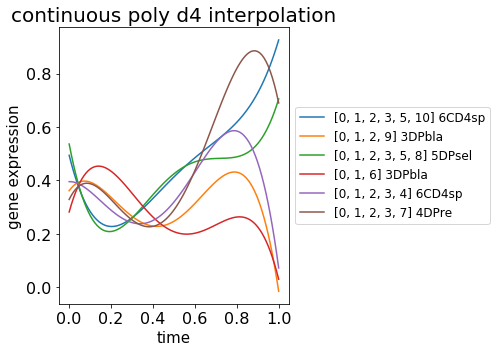 continuous poly d4 interpolation
gene expression
0.8
0.6
0.4
0.2
0.0
0.0 0.2 0.4 0.6 0.8 1.0
time
[0, 1, 2, 3, 5, 10] 6CD4sp
[0, 1, 2, 9] 3DPbla
[0, 1, 2, 3, 5, 8] 5DPsel
[0, 1, 6] 3DPbla
[0, 1, 2, 3, 4] 6CD4sp
[0, 1, 2, 3, 7] 4DPre